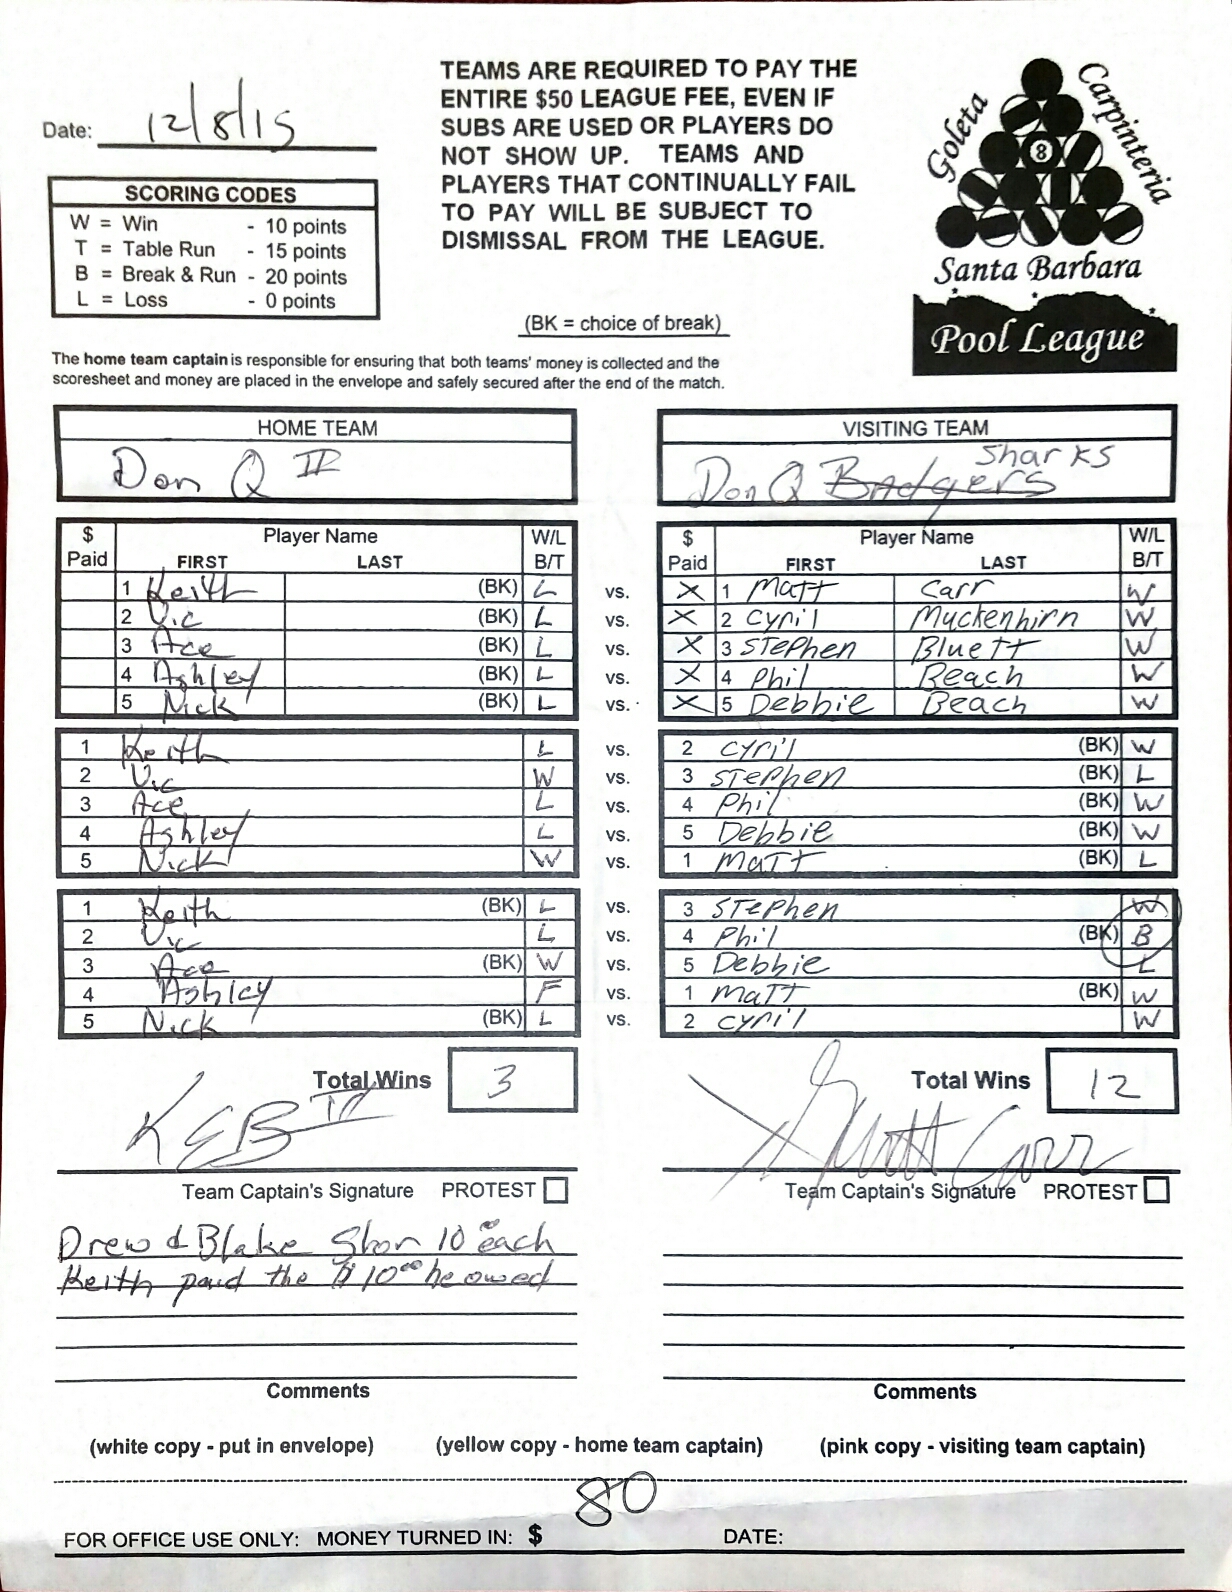 Date: 12/8/15
TEAMS ARE REQUIRED TO PAY THE
ENTIRE $50 LEAGUE FEE, EVEN IF
SUBS ARE USED OR PLAYERS DO
NOT SHOW UP. TEAMS AND
PLAYERS THAT CONTINUALLY FAIL
TO PAY WILL BE SUBJECT TO
DISMISSAL FROM THE LEAGUE.
Goleta
Carpinteria
8
Santa Barbara
Pool League
SCORING CODES
W = Win - 10 points
T = Table Run - 15 points
B = Break & Run - 20 points
L = Loss - 0 points
(BK = choice of break)
The home team captain is responsible for ensuring that both teams' money is collected and the
scoresheet and money are placed in the envelope and safely secured after the end of the match.
HOME TEAM VISITING TEAM
Don Q II Don Q Badgers Sharks
$ Paid Player Name FIRST LAST W/L B/T $ Paid Player Name FIRST LAST W/L B/T
1 Keith (BK) L vs. X 1 Matt Carr W
2 Vic (BK) L vs. X 2 Cyril Muckenhirn W
3 Ace (BK) L vs. X 3 Stephen Bluett W
4 Ashley (BK) L vs. X 4 Phil Beach W
5 Nick (BK) L vs. X 5 Debbie Beach W
1 Keith L vs. 2 Cyril (BK) W
2 Vic W vs. 3 Stephen (BK) L
3 Ace L vs. 4 Phil (BK) W
4 Ashley L vs. 5 Debbie (BK) W
5 Nick W vs. 1 Matt (BK) L
1 Keith (BK) L vs. 3 Stephen W
2 Vic L vs. 4 Phil (BK) B
3 Ace (BK) W vs. 5 Debbie L
4 Ashley F vs. 1 Matt (BK) W
5 Nick (BK) L vs. 2 Cyril W
Total Wins 3 Total Wins 12
KEB III Matt Carr
Team Captain's Signature PROTEST Team Captain's Signature PROTEST
Drew & Blake Shor 10 00 each
Keith paid the $10 00 he owed
Comments Comments
(white copy - put in envelope) (yellow copy - home team captain) (pink copy - visiting team captain)
80
FOR OFFICE USE ONLY: MONEY TURNED IN: $ DATE: